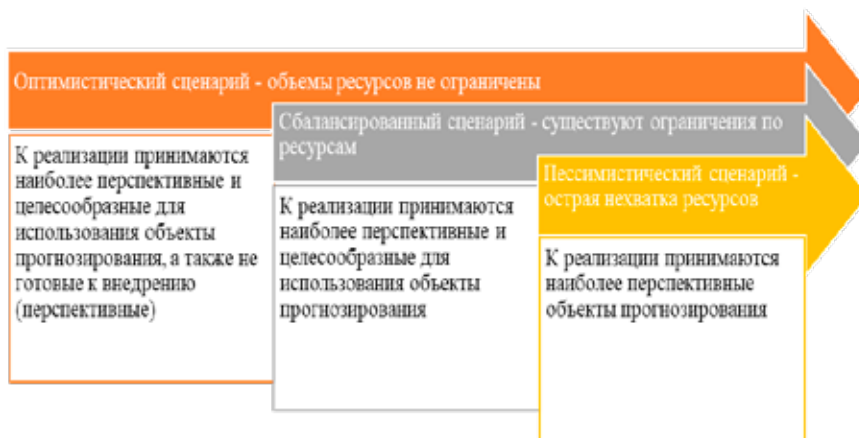 Оптимистический сценарий - объемы ресурсов не ограничены
К реализации принимаются
наиболее перспективные и
целесообразные для
использования объекты
прогнозирования, а также не
готовые к внедрению
(перспективные)
Сбалансированный сценарий - существуют ограничения по
ресурсам
К реализации принимаются
наиболее перспективные и
целесообразные для
использования объекты
прогнозирования
Пессимистический сценарий -
острая нехватка ресурсов
К реализации принимаются
наиболее перспективные
объекты прогнозирования